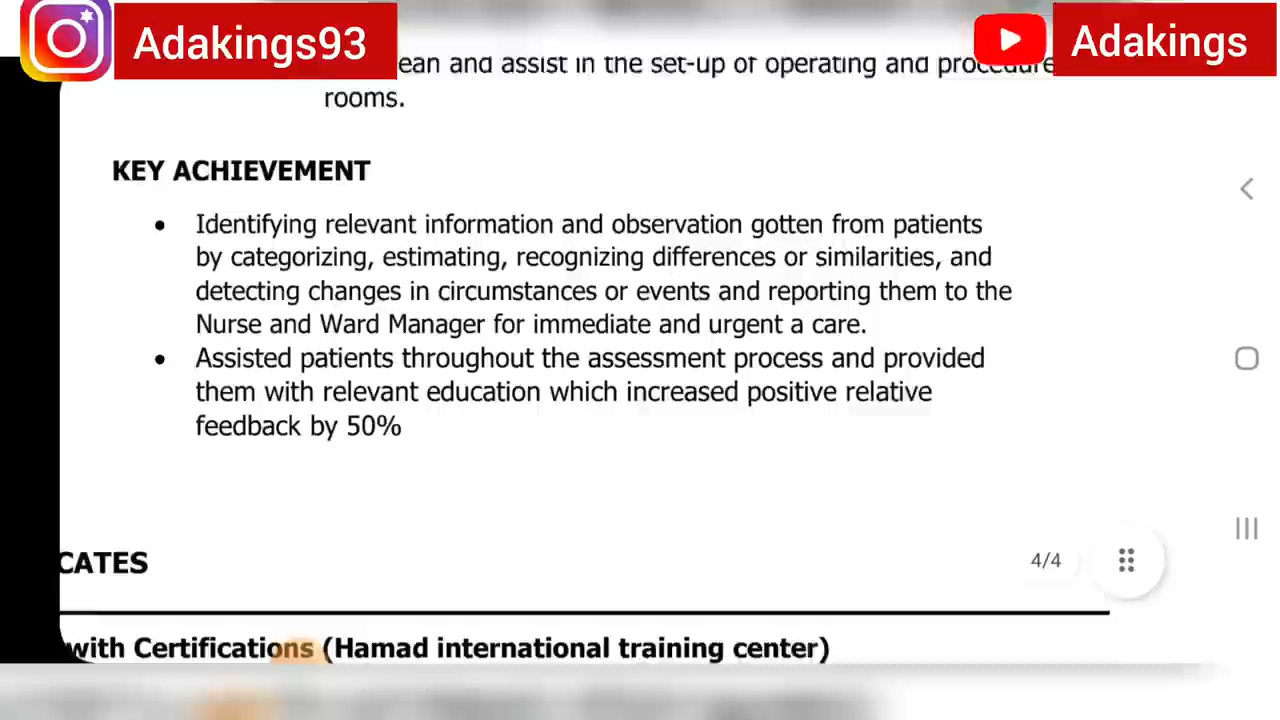 Adakings93
Adakings
ean and assist in the set-up of operating and procedure
rooms.
KEY ACHIEVEMENT
• Identifying relevant information and observation gotten from patients
by categorizing, estimating, recognizing differences or similarities, and
detecting changes in circumstances or events and reporting them to the
Nurse and Ward Manager for immediate and urgent a care.
• Assisted patients throughout the assessment process and provided
them with relevant education which increased positive relative
feedback by 50%
CATES
4/4
with Certifications (Hamad international training center)